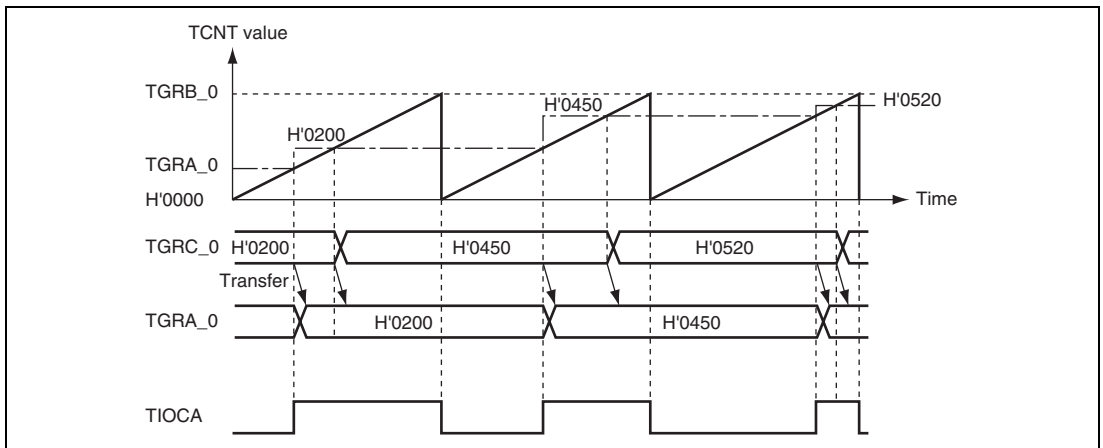 TCNT value
TGRB_0
H'0520
H'0450
H'0200
TGRA_0
H'0000
Time
TGRC_0 H'0200 H'0450 H'0520
Transfer
TGRA_0 H'0200 H'0450
TIOCA